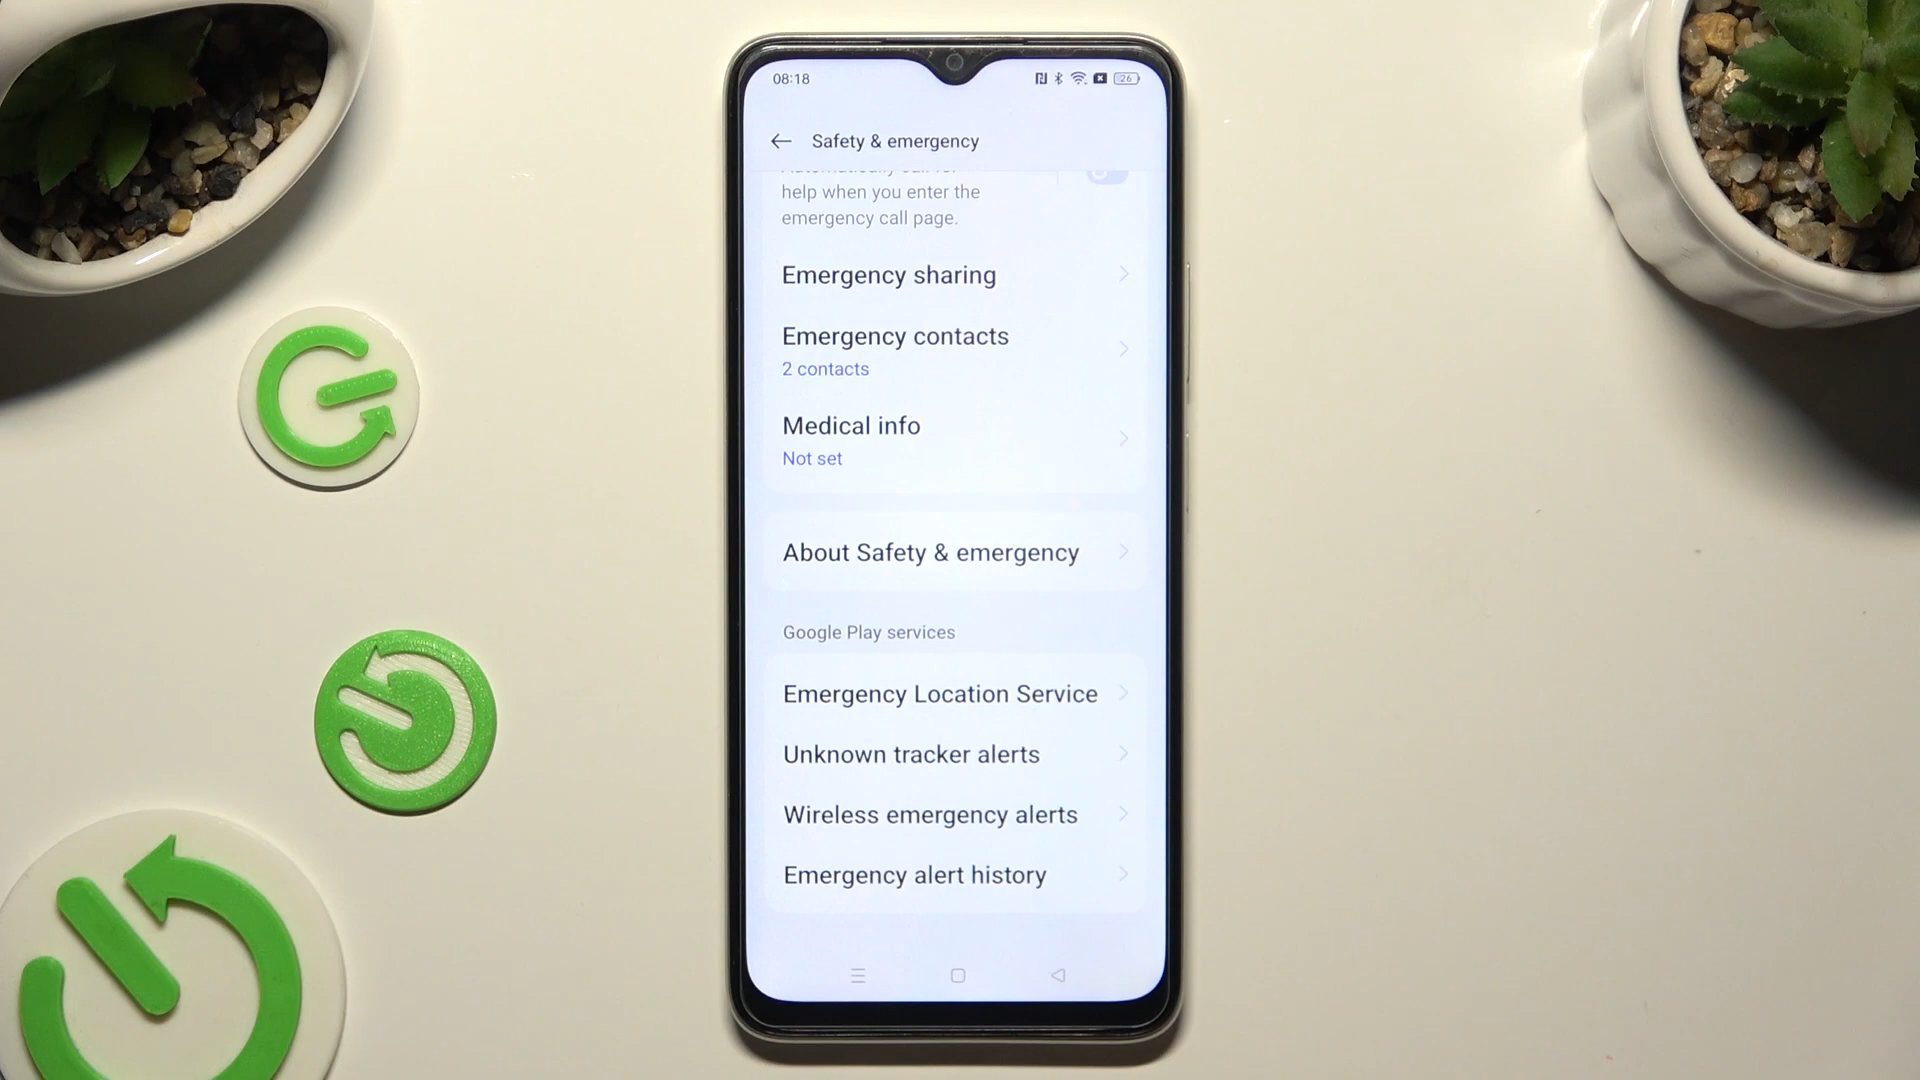 08:18
26
Safety & emergency
help when you enter the
emergency call page.
Emergency sharing
Emergency contacts
2 contacts
Medical info
Not set
About Safety & emergency
Google Play services
Emergency Location Service
Unknown tracker alerts
Wireless emergency alerts
Emergency alert history